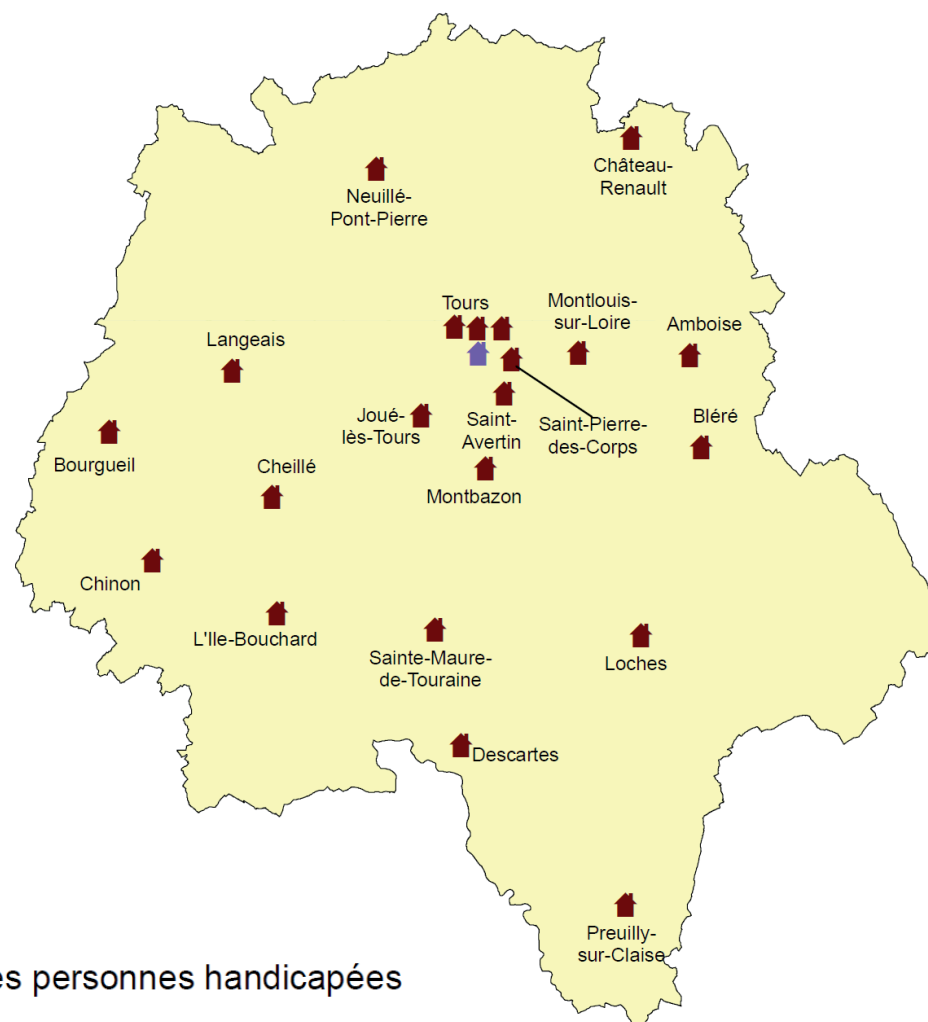 Château-
Renault
Neuillé-
Pont-Pierre
Tours
Montlouis-
sur-Loire
Amboise
Langeais
Joué-
lès-Tours
Saint-
Avertin
Saint-Pierre-
des-Corps
Bléré
Bourgueil
Cheillé
Montbazon
Chinon
L'Ile-Bouchard
Sainte-Maure-
de-Touraine
Loches
Descartes
Preuilly-
sur-Claise
es personnes handicapées